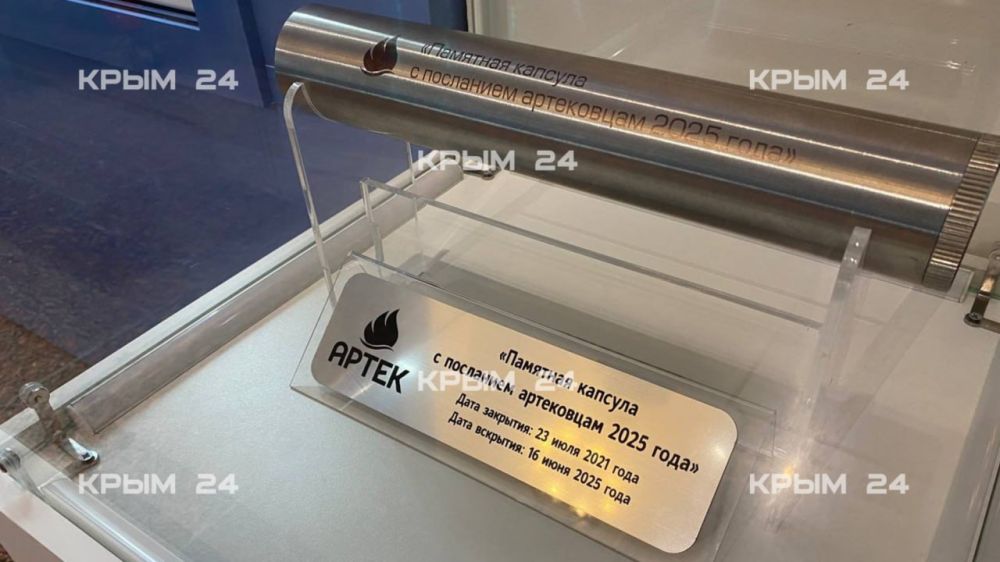 «Памятная капсула
с посланием артековцам 2025 года»
КРЫМ 24
КРЫМ 24
КРЫМ 24
АРТЕК
«Памятная капсула
с посланием артековцам 2025 года»
Дата закрытия: 23 июля 2021 года
Дата вскрытия: 16 июня 2025 года
КРЫМ 24
КРЫМ 24
КРЫМ 24